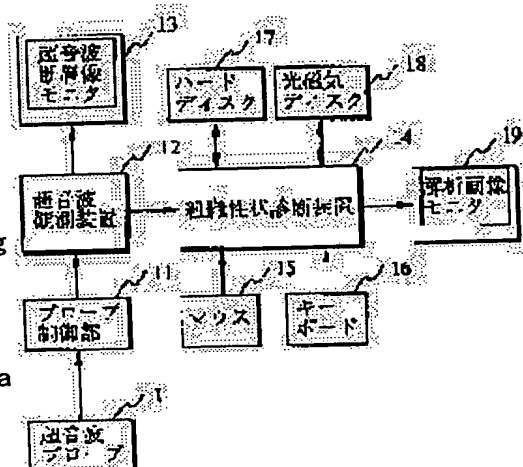 13
超音波
断層像
モニタ
17
ハード
ディスク
光磁気
ディスク
18
12
超音波
観測装置
14
組織性状診断装置
19
解析画像
モニタ
g
11
プローブ
制御部
15
マウス
16
キー
ボード
a
1
超音波
プローブ